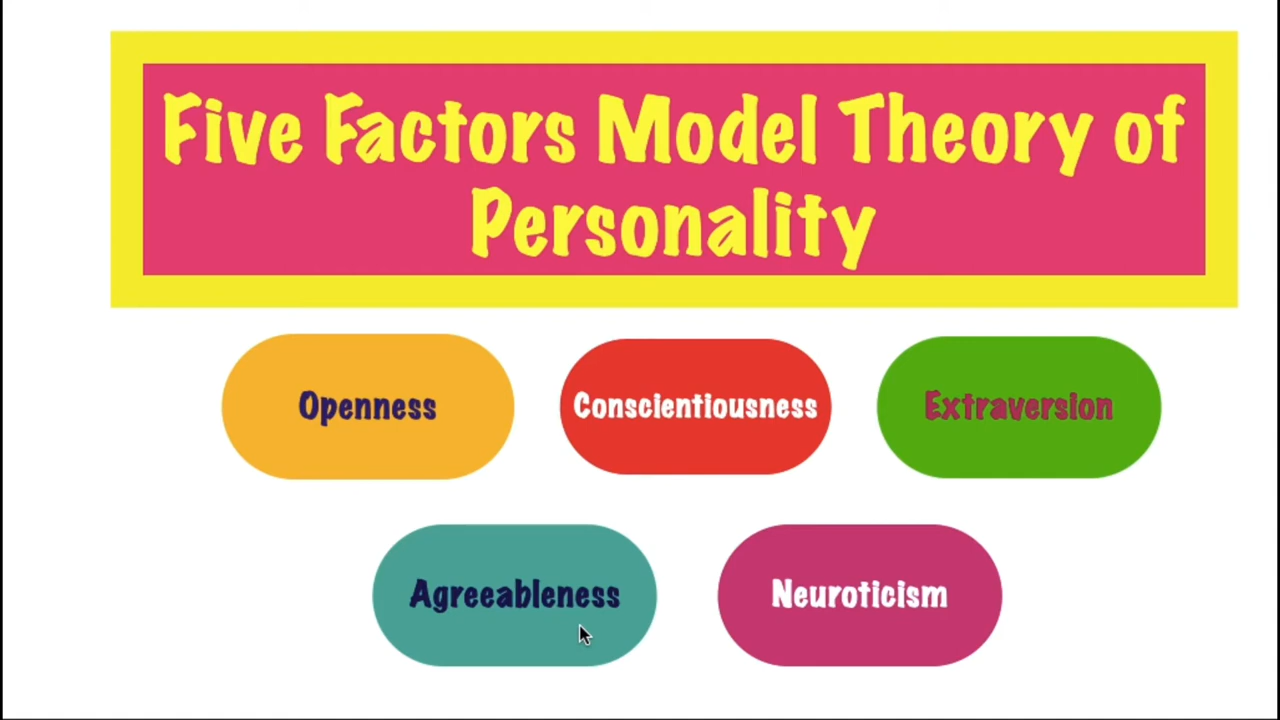 Five Factors Model Theory of
Personality
Openness
Conscientiousness
Extraversion
Agreeableness
Neuroticism